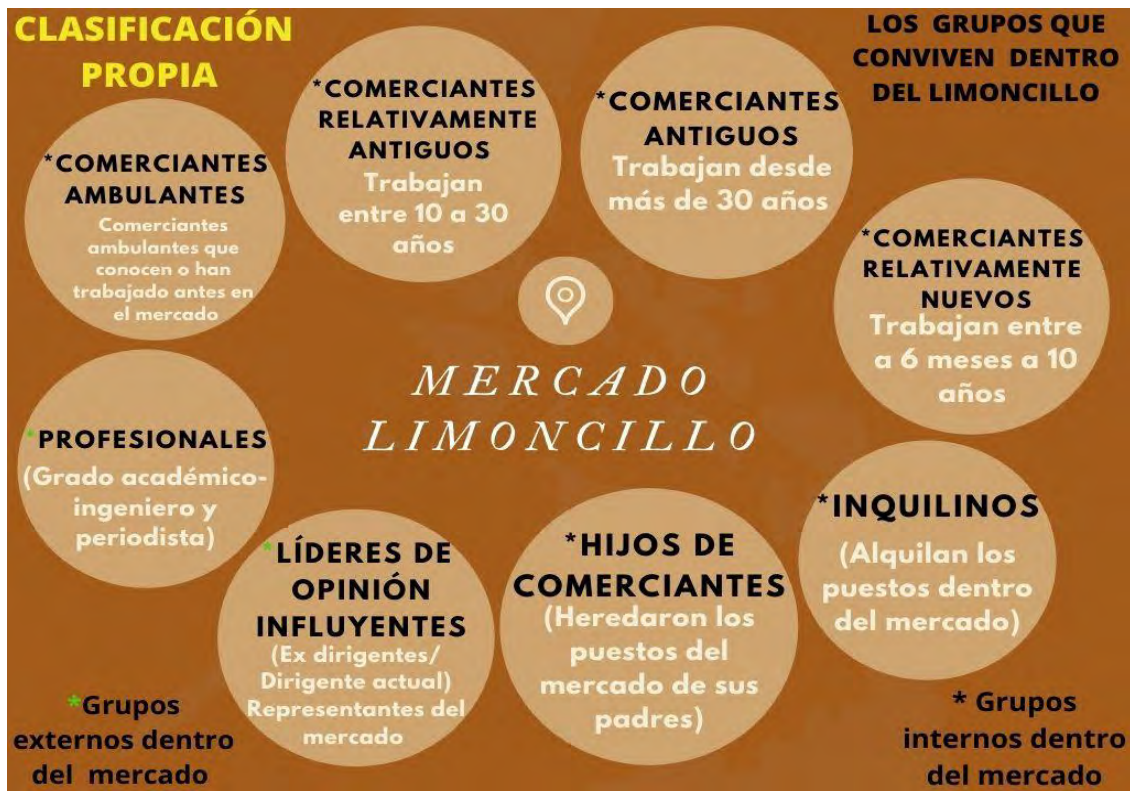 CLASIFICACIÓN
PROPIA
LOS GRUPOS QUE
CONVIVEN DENTRO
DEL LIMONCILLO
*COMERCIANTES
AMBULANTES
Comerciantes
ambulantes que
conocen o han
trabajado antes en
el mercado
*COMERCIANTES
RELATIVAMENTE
ANTIGUOS
Trabajan
entre 10 a 30
años
*COMERCIANTES
ANTIGUOS
Trabajan desde
más de 30 años
*COMERCIANTES
RELATIVAMENTE
NUEVOS
Trabajan entre
a 6 meses a 10
años
MERCADO
LIMONCILLO
*PROFESIONALES
(Grado académico-
ingeniero y
periodista)
*LÍDERES DE
OPINIÓN
INFLUYENTES
(Ex dirigentes/
Dirigente actual)
Representantes del
mercado
*HIJOS DE
COMERCIANTES
(Heredaron los
puestos del
mercado de sus
padres)
*INQUILINOS
(Alquilan los
puestos dentro
del mercado)
*Grupos
externos dentro
del mercado
* Grupos
internos dentro
del mercado